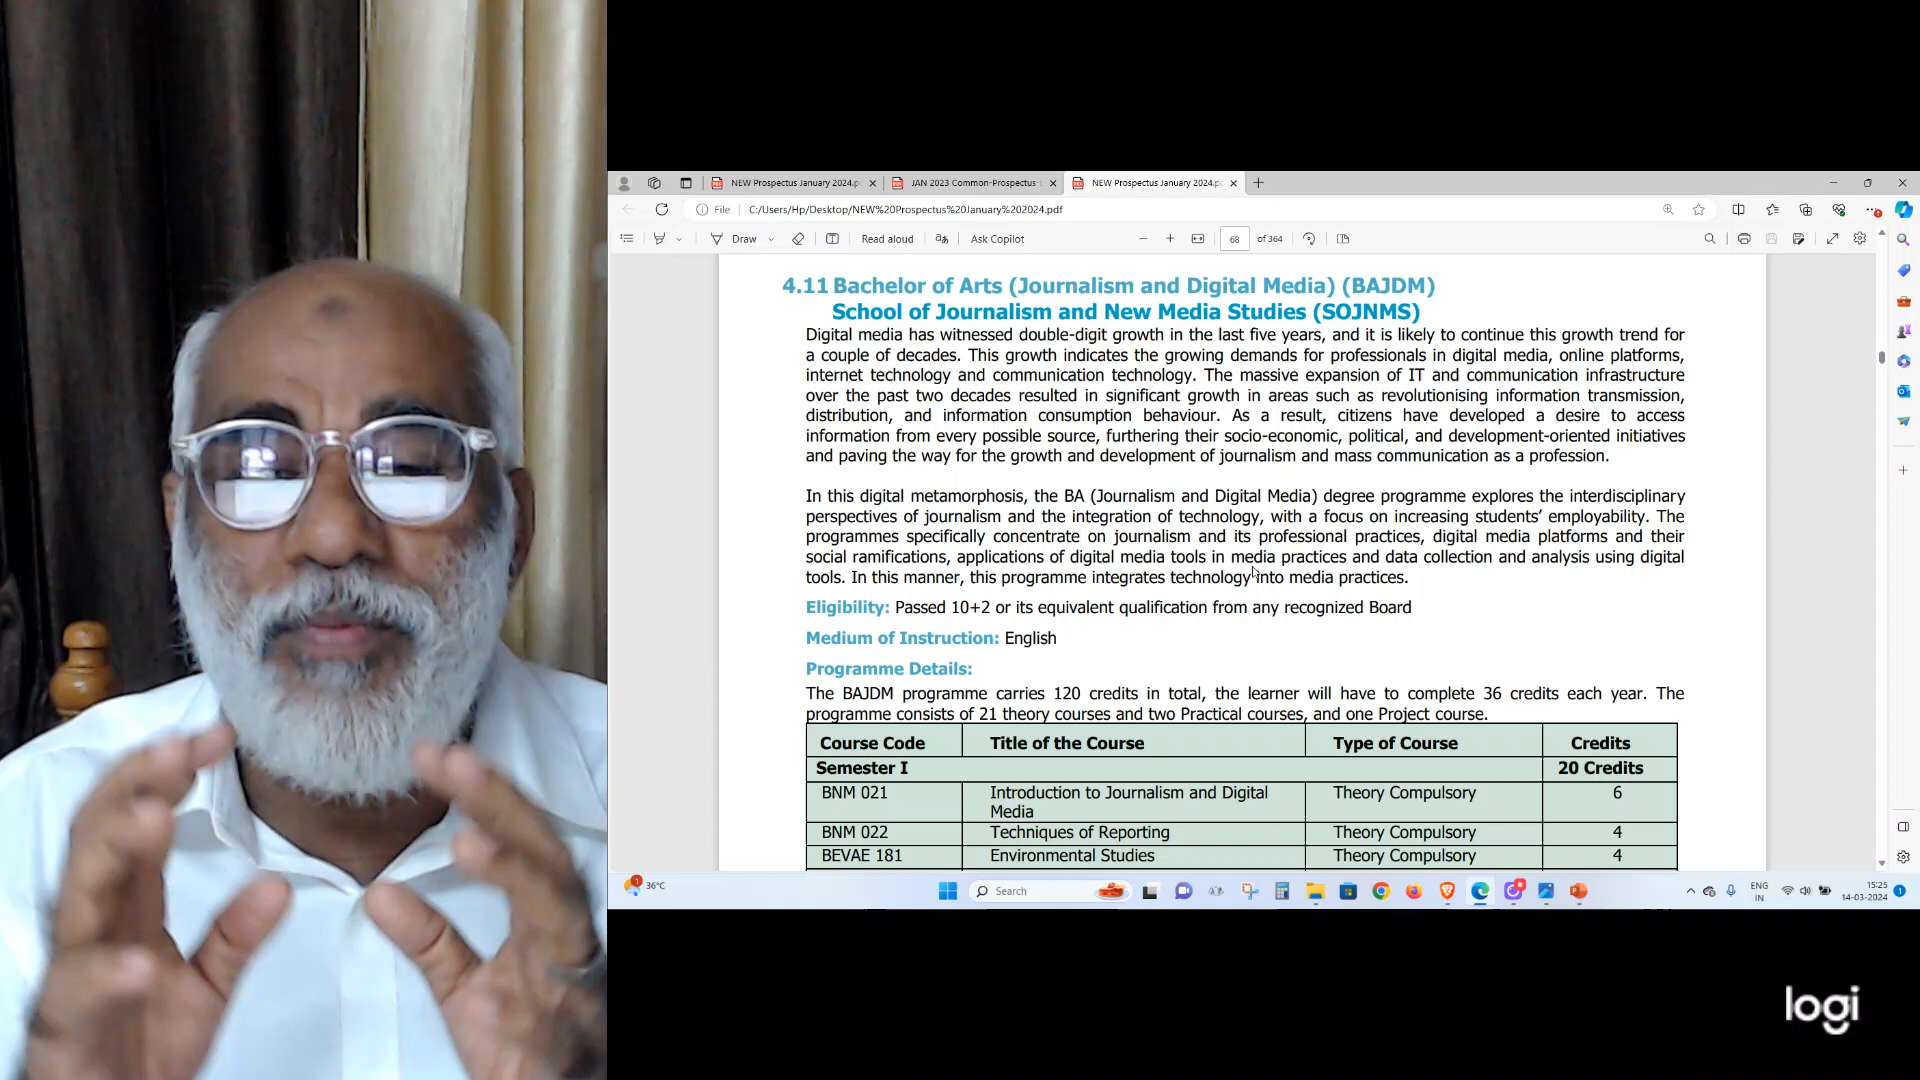 NEW Prospectus January 2024.p
JAN 2023 Common-Prospectus-
NEW Prospectus January 2024.p
File C:/Users/Hp/Desktop/NEW%20Prospectus%20January%202024.pdf
Draw
Read aloud
Ask Copilot
68 of 364
4.11 Bachelor of Arts (Journalism and Digital Media) (BAJDM)
School of Journalism and New Media Studies (SOJNMS)
Digital media has witnessed double-digit growth in the last five years, and it is likely to continue this growth trend for
a couple of decades. This growth indicates the growing demands for professionals in digital media, online platforms,
internet technology and communication technology. The massive expansion of IT and communication infrastructure
over the past two decades resulted in significant growth in areas such as revolutionising information transmission,
distribution, and information consumption behaviour. As a result, citizens have developed a desire to access
information from every possible source, furthering their socio-economic, political, and development-oriented initiatives
and paving the way for the growth and development of journalism and mass communication as a profession.
In this digital metamorphosis, the BA (Journalism and Digital Media) degree programme explores the interdisciplinary
perspectives of journalism and the integration of technology, with a focus on increasing students' employability. The
programmes specifically concentrate on journalism and its professional practices, digital media platforms and their
social ramifications, applications of digital media tools in media practices and data collection and analysis using digital
tools. In this manner, this programme integrates technology into media practices.
Eligibility: Passed 10+2 or its equivalent qualification from any recognized Board
Medium of Instruction: English
Programme Details:
The BAJDM programme carries 120 credits in total, the learner will have to complete 36 credits each year. The
programme consists of 21 theory courses and two Practical courses, and one Project course.
Course Code Title of the Course Type of Course Credits
Semester I 20 Credits
BNM 021 Introduction to Journalism and Digital Theory Compulsory 6
Media
BNM 022 Techniques of Reporting Theory Compulsory 4
BEVAE 181 Environmental Studies Theory Compulsory 4
1
36°C
Search
ENG
IN
15:25
14-03-2024
1
logi